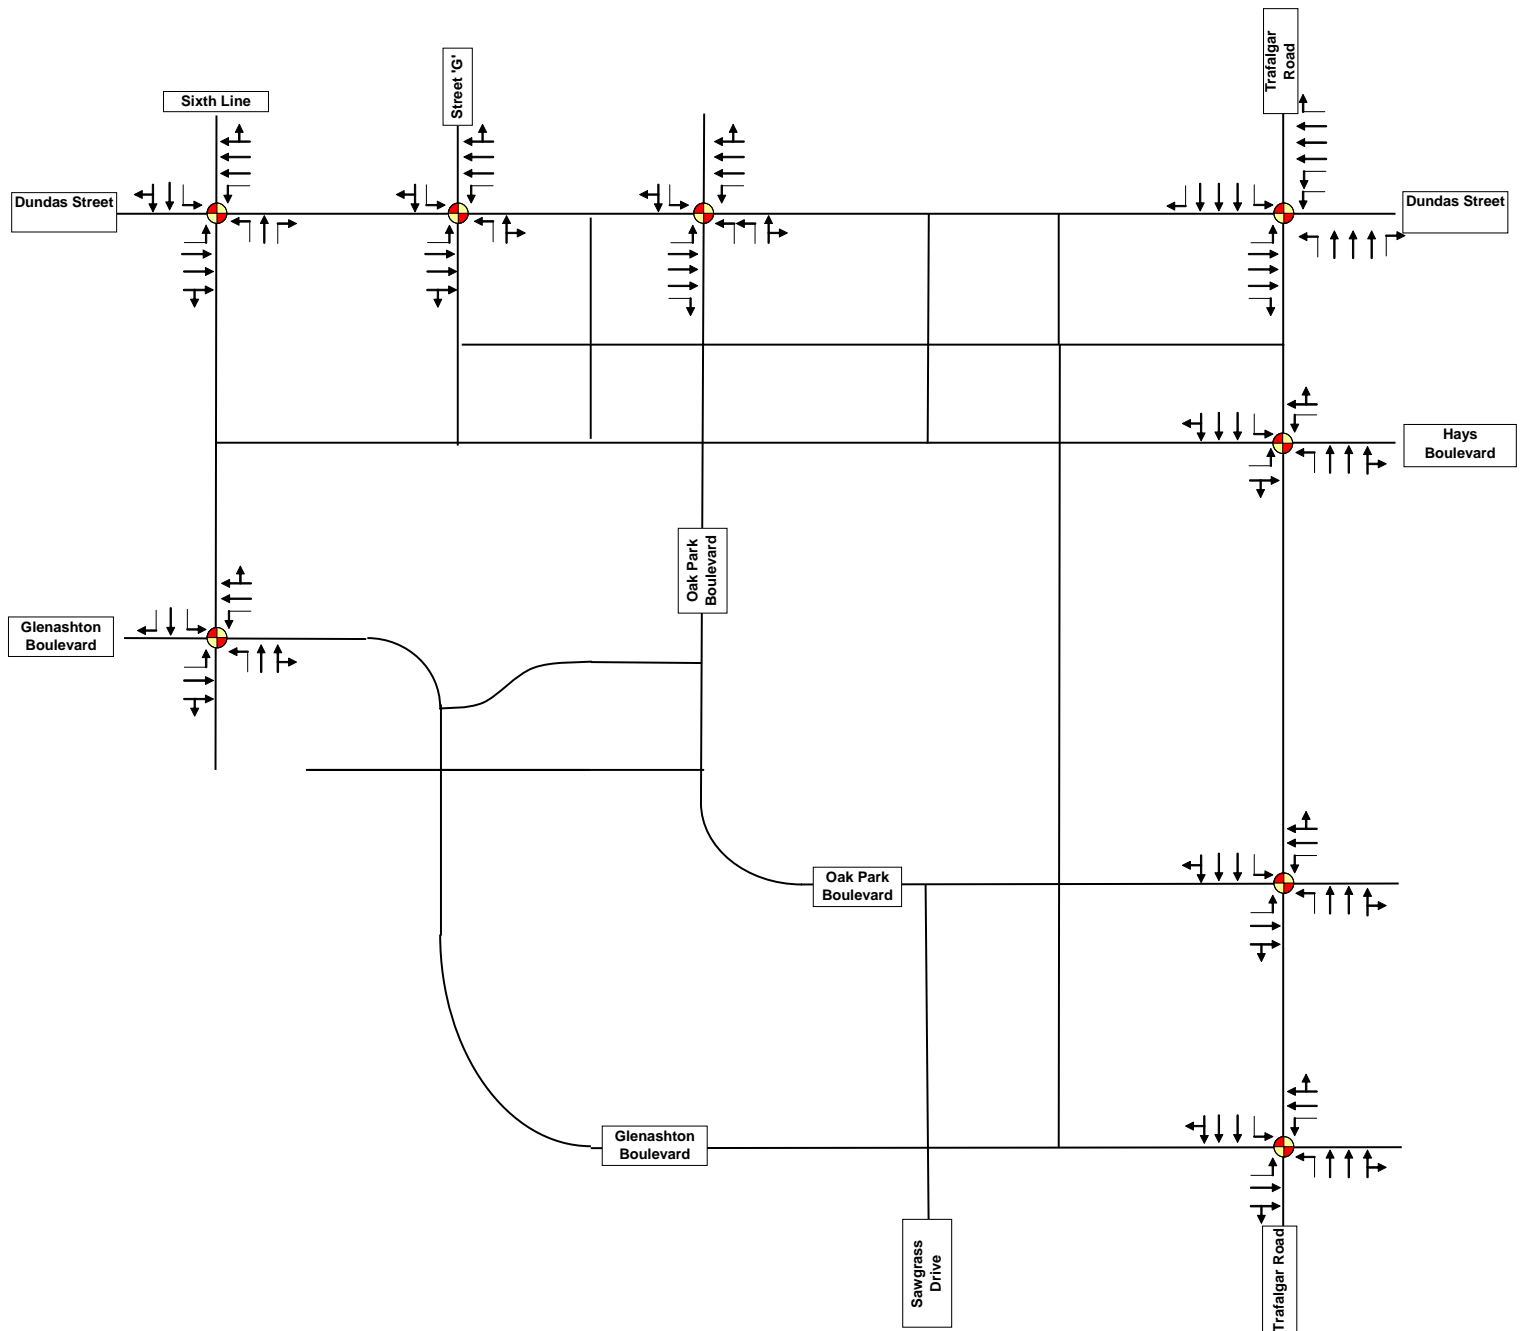 Trafalgar
Road
Street 'G'
Sixth Line
Dundas Street
Dundas Street
Hays
Boulevard
Oak Park
Boulevard
Glenashton
Boulevard
Oak Park
Boulevard
Glenashton
Boulevard
Sawgrass
Drive
Trafalgar Road